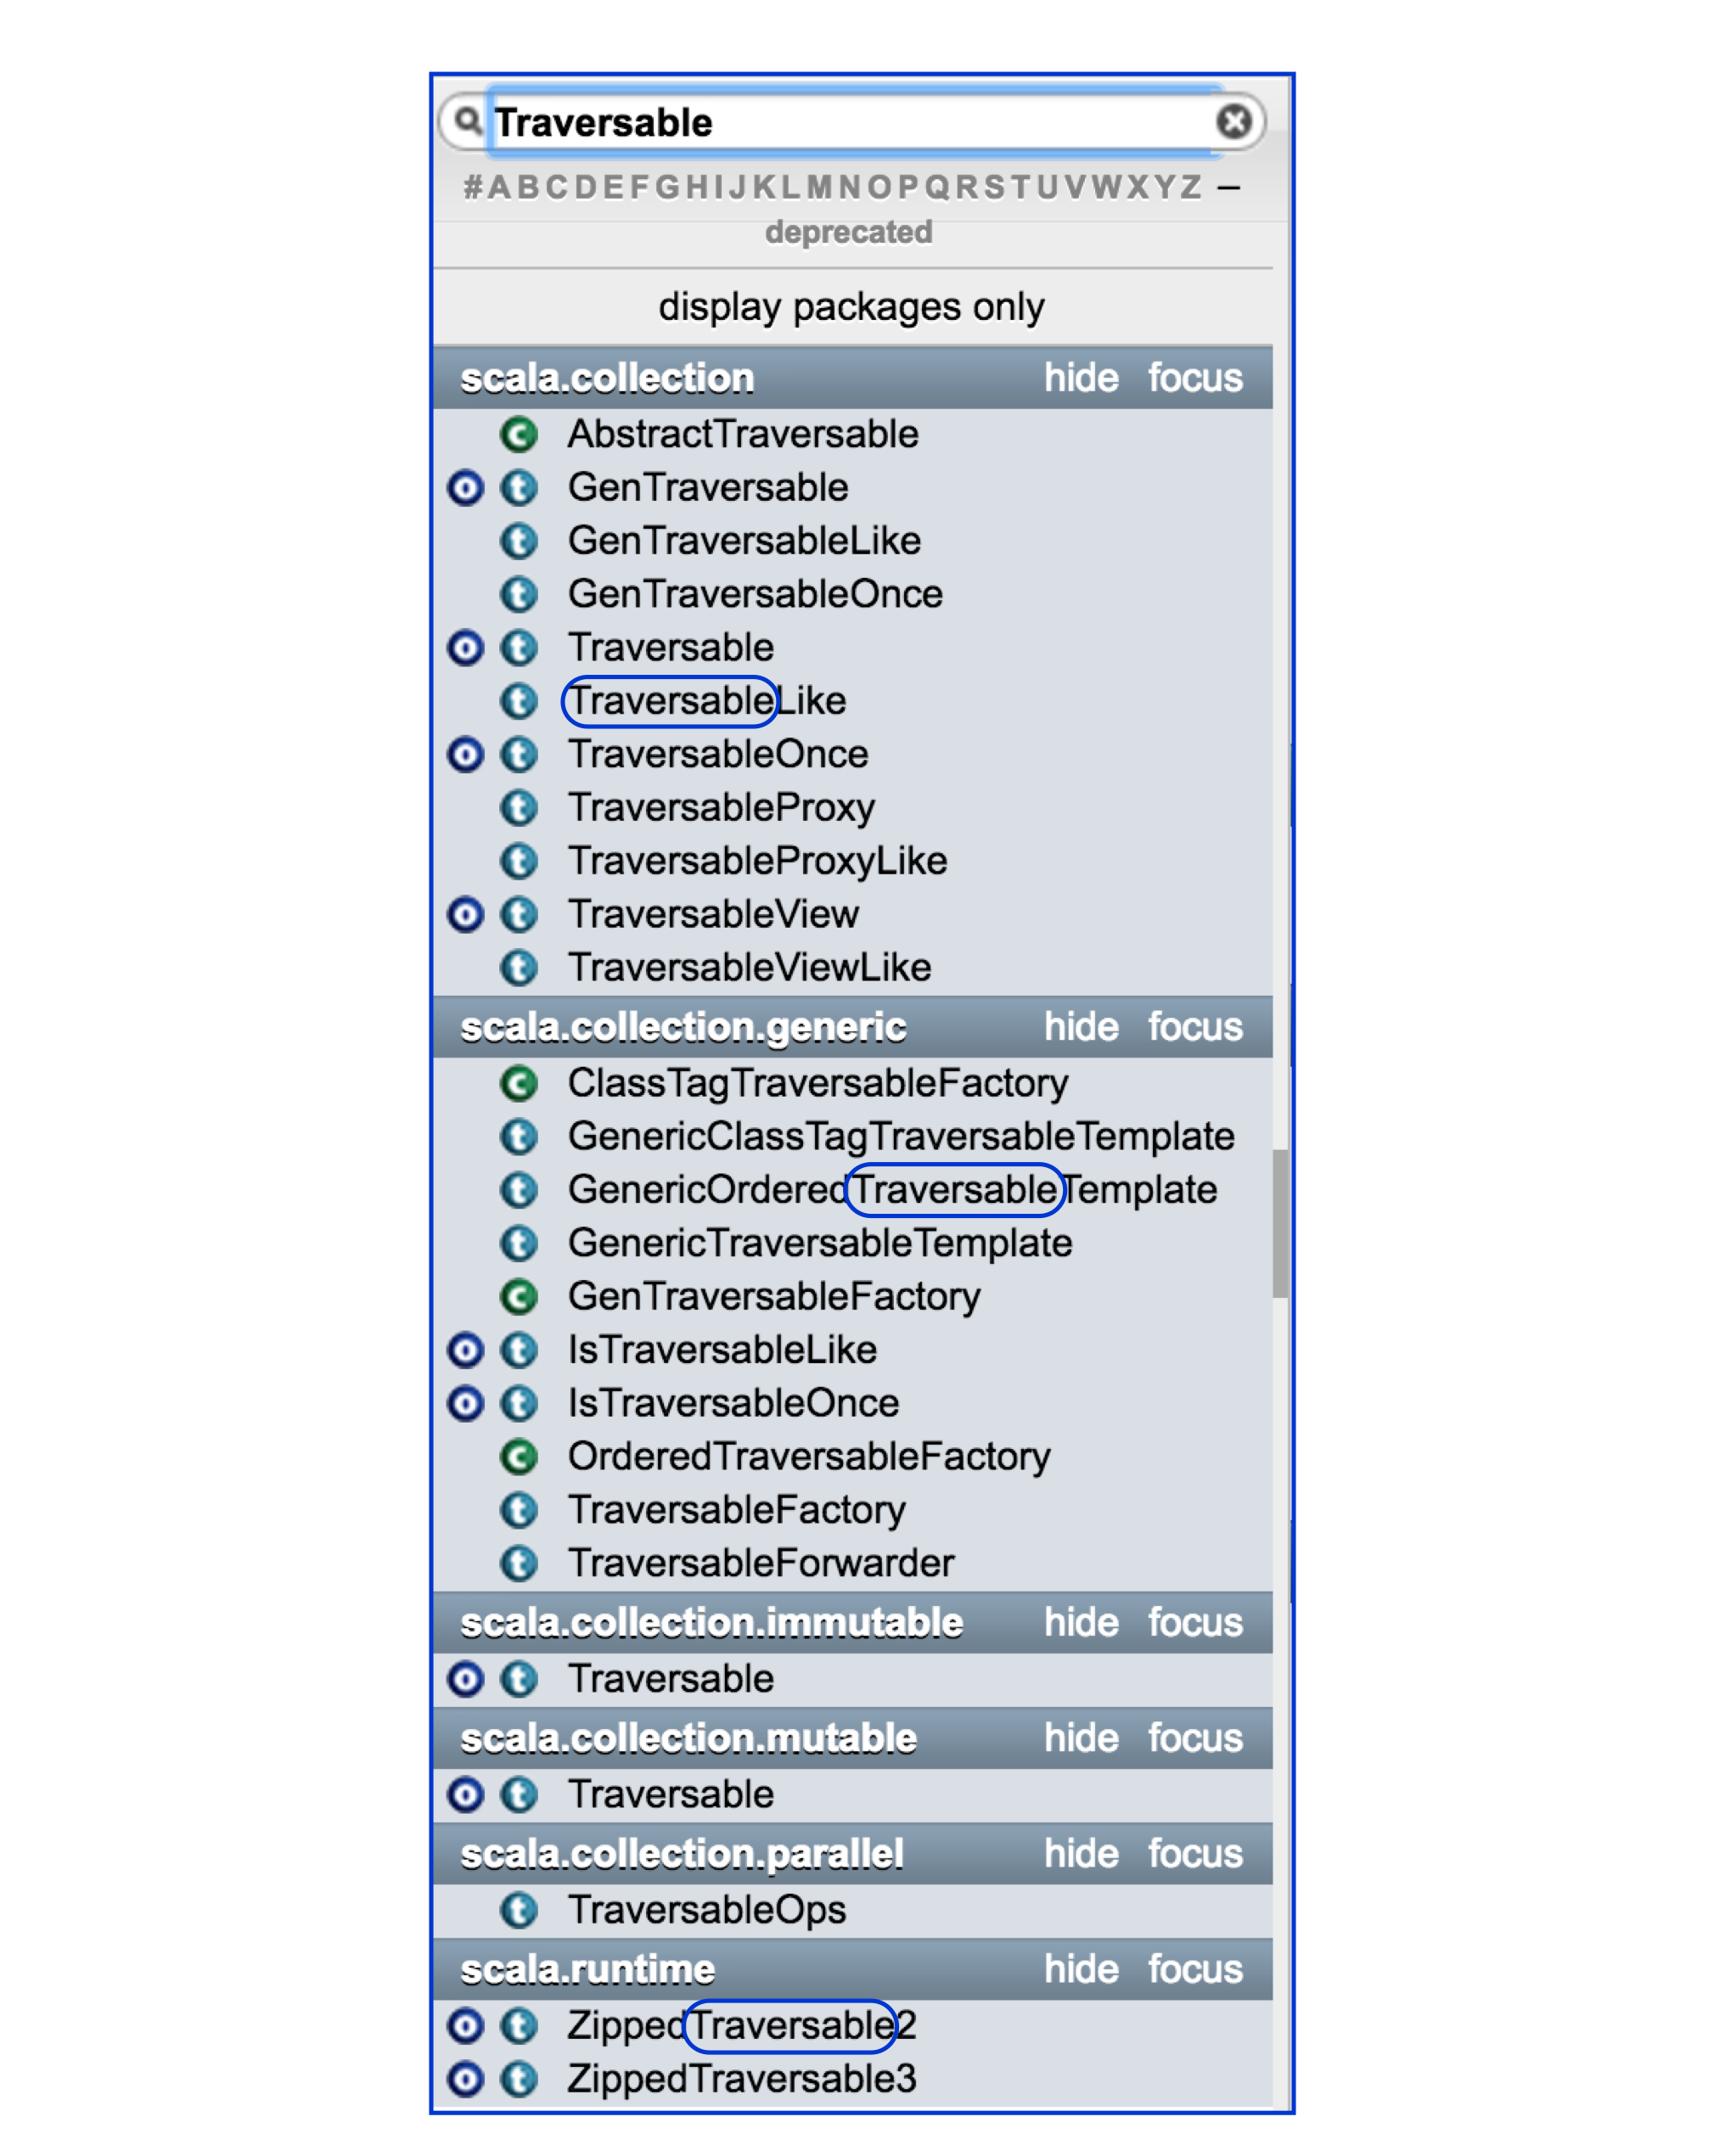 Traversable
# A B C D E F G H I J K L M N O P Q R S T U V W X Y Z –
deprecated
display packages only
scala.collection hide focus
AbstractTraversable
GenTraversable
GenTraversableLike
GenTraversableOnce
Traversable
TraversableLike
TraversableOnce
TraversableProxy
TraversableProxyLike
TraversableView
TraversableViewLike
scala.collection.generic hide focus
ClassTagTraversableFactory
GenericClassTagTraversableTemplate
GenericOrderedTraversableTemplate
GenericTraversableTemplate
GenTraversableFactory
IsTraversableLike
IsTraversableOnce
OrderedTraversableFactory
TraversableFactory
TraversableForwarder
scala.collection.immutable hide focus
Traversable
scala.collection.mutable hide focus
Traversable
scala.collection.parallel hide focus
TraversableOps
scala.runtime hide focus
ZippedTraversable2
ZippedTraversable3